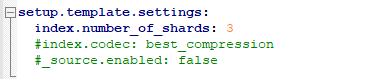 setup.template.settings:
  index.number_of_shards: 3
  #index.codec: best_compression
  #_source.enabled: false